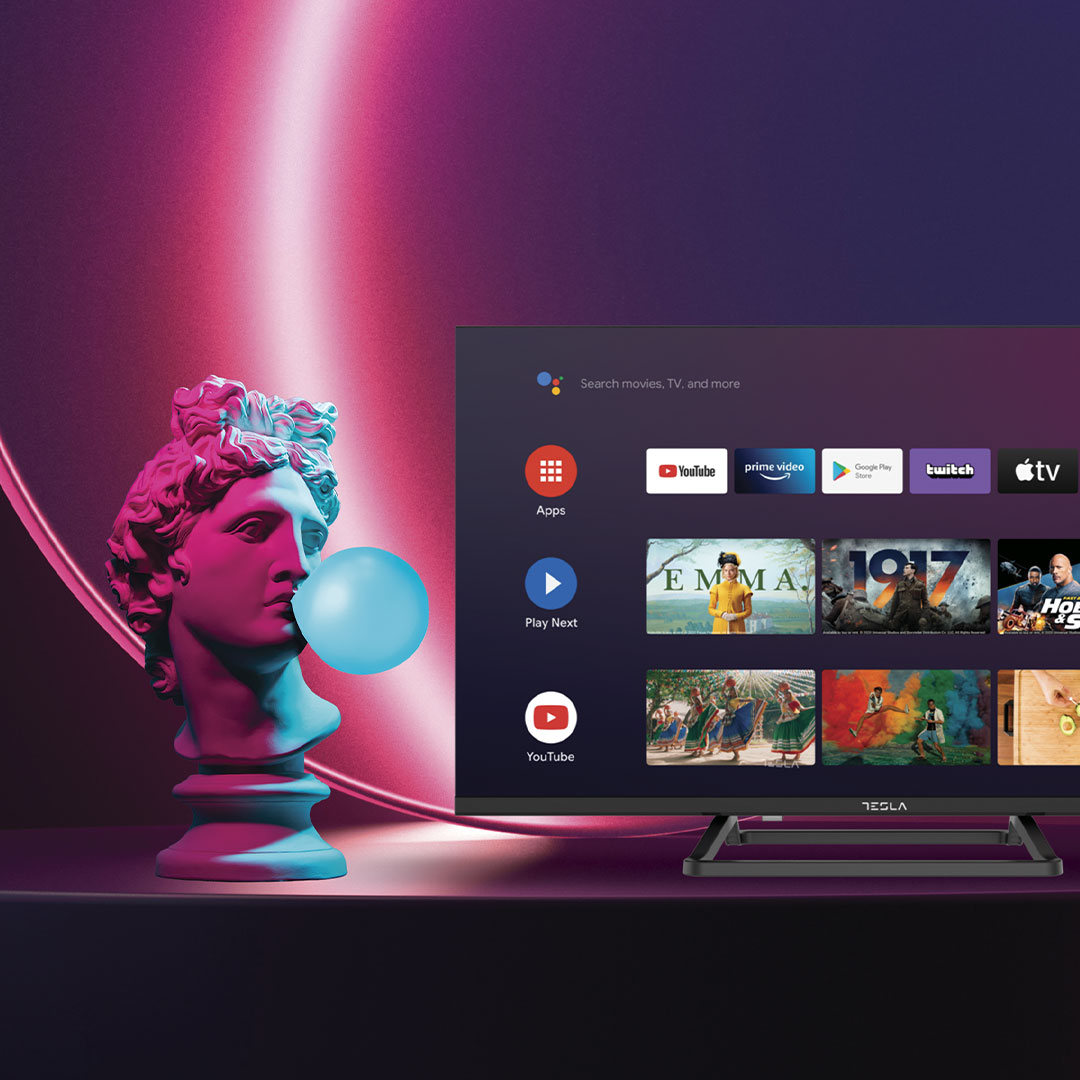 Search movies, TV, and more
Apps
YouTube
prime video
Google Play
Store
twitch
tv
Play Next
EMMA
1917
HOB
& S
YouTube
TESLA